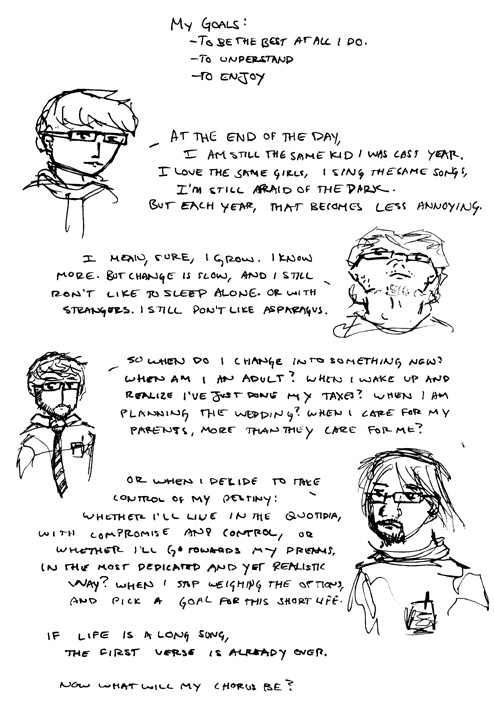 MY GOALS:
-TO BE THE BEST AT ALL I DO.
-TO UNDERSTAND
-TO ENJOY
AT THE END OF THE DAY,
I AM STILL THE SAME KID I WAS LAST YEAR.
I LOVE THE SAME GIRLS, I SING THE SAME SONGS,
I'M STILL AFRAID OF THE DARK.
BUT EACH YEAR, THAT BECOMES LESS ANNOYING.
I MEAN, SURE, I GROW. I KNOW
MORE. BUT CHANGE IS SLOW, AND I STILL
DON'T LIKE TO SLEEP ALONE. OR WITH
STRANGERS. I STILL DON'T LIKE ASPARAGUS.
SO WHEN DO I CHANGE INTO SOMETHING NEW?
WHEN AM I AN ADULT? WHEN I WAKE UP AND
REALIZE I'VE JUST DONE MY TAXES? WHEN I AM
PLANNING THE WEDDING? WHEN I CARE FOR MY
PARENTS, MORE THAN THEY CARE FOR ME?
OR WHEN I DECIDE TO TAKE
CONTROL OF MY DESTINY:
WHETHER I'LL LIVE IN THE QUOTIDIA,
WITH COMPROMISE AND CONTROL, OR
WHETHER I'LL GO TOWARDS MY DREAMS,
IN THE MOST DEDICATED AND YET REALISTIC
WAY? WHEN I STOP WEIGHING THE OPTIONS,
AND PICK A GOAL FOR THIS SHORT LIFE.
IF LIFE IS A LONG SONG,
THE FIRST VERSE IS ALREADY OVER.
NOW WHAT WILL MY CHORUS BE?